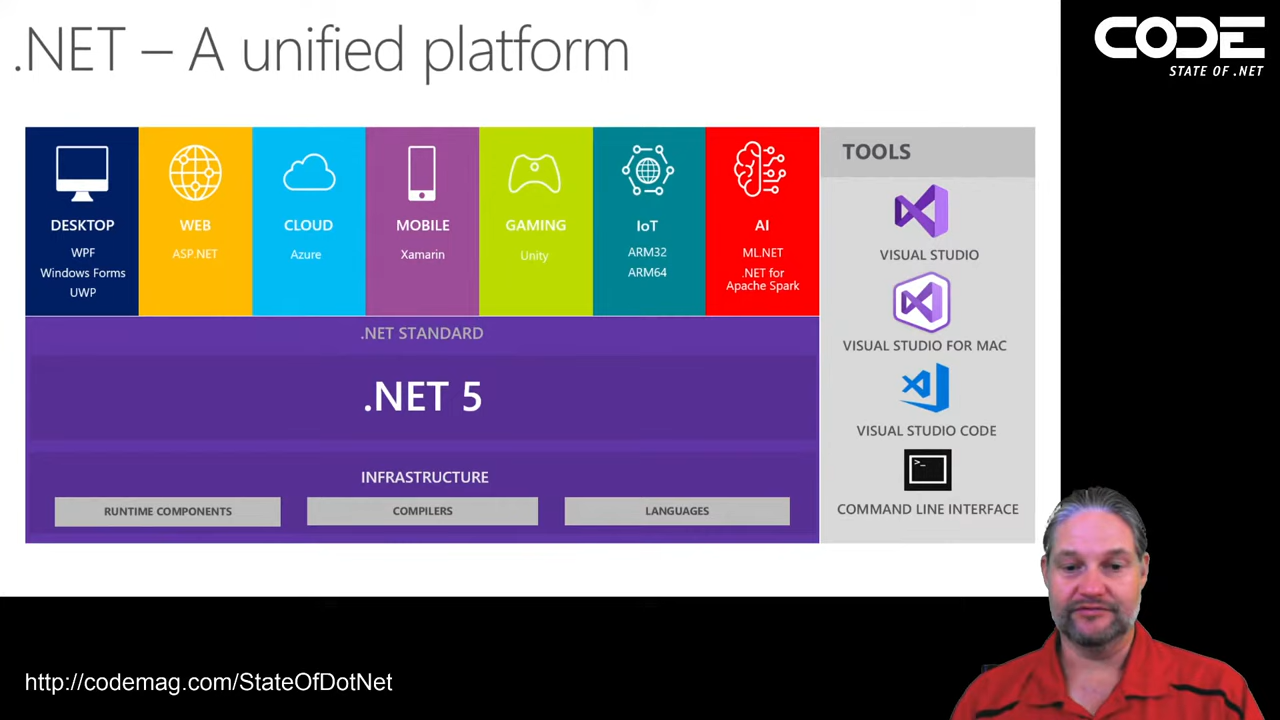 .NET – A unified platform
CODE
STATE OF .NET
DESKTOP
WPF
Windows Forms
UWP
WEB
ASP.NET
CLOUD
Azure
MOBILE
Xamarin
GAMING
Unity
IoT
ARM32
ARM64
AI
ML.NET
.NET for
Apache Spark
.NET STANDARD
.NET 5
INFRASTRUCTURE
RUNTIME COMPONENTS
COMPILERS
LANGUAGES
TOOLS
VISUAL STUDIO
VISUAL STUDIO FOR MAC
VISUAL STUDIO CODE
>_
COMMAND LINE INTERFACE
http://codemag.com/StateOfDotNet